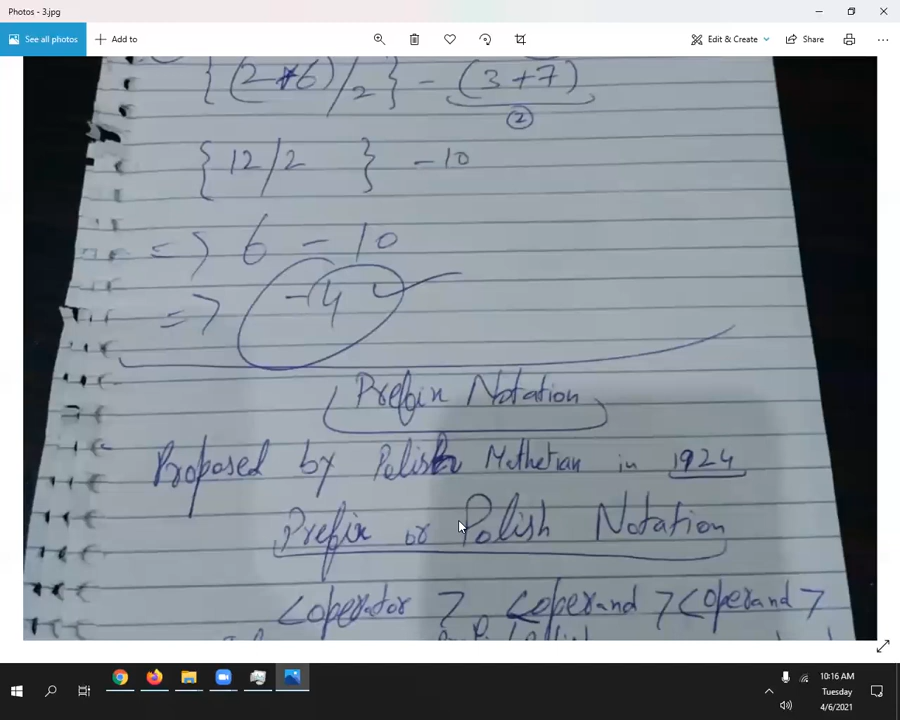 Photos - 3.jpg
See all photos
Add to
Edit & Create
Share
{(2*6)/2} - (3+7)
2
{12/2 } -10
=> 6 - 10
=> -4
Prefix Notation
Proposed by Polish Methetian in 1924
Prefix or Polish Notation
<operator > <operand ><operand >
10:16 AM
Tuesday
4/6/2021